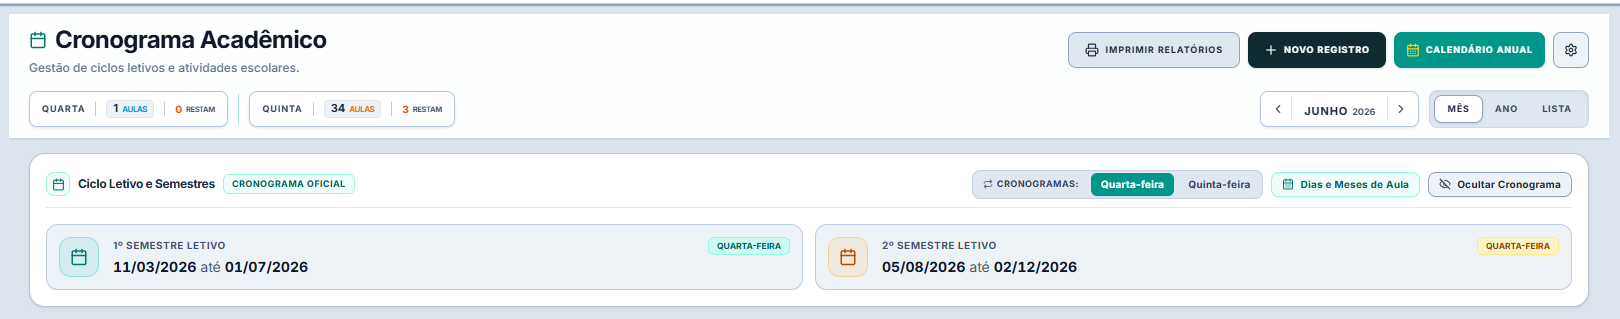 Cronograma Acadêmico
Gestão de ciclos letivos e atividades escolares.
IMPRIMIR RELATÓRIOS
NOVO REGISTRO
CALENDÁRIO ANUAL
QUARTA 1 AULAS 0 RESTAM
QUINTA 34 AULAS 3 RESTAM
JUNHO 2026
MÊS ANO LISTA
Ciclo Letivo e Semestres CRONOGRAMA OFICIAL
CRONOGRAMAS: Quarta-feira Quinta-feira
Dias e Meses de Aula
Ocultar Cronograma
1º SEMESTRE LETIVO
QUARTA-FEIRA
11/03/2026 até 01/07/2026
2º SEMESTRE LETIVO
QUARTA-FEIRA
05/08/2026 até 02/12/2026